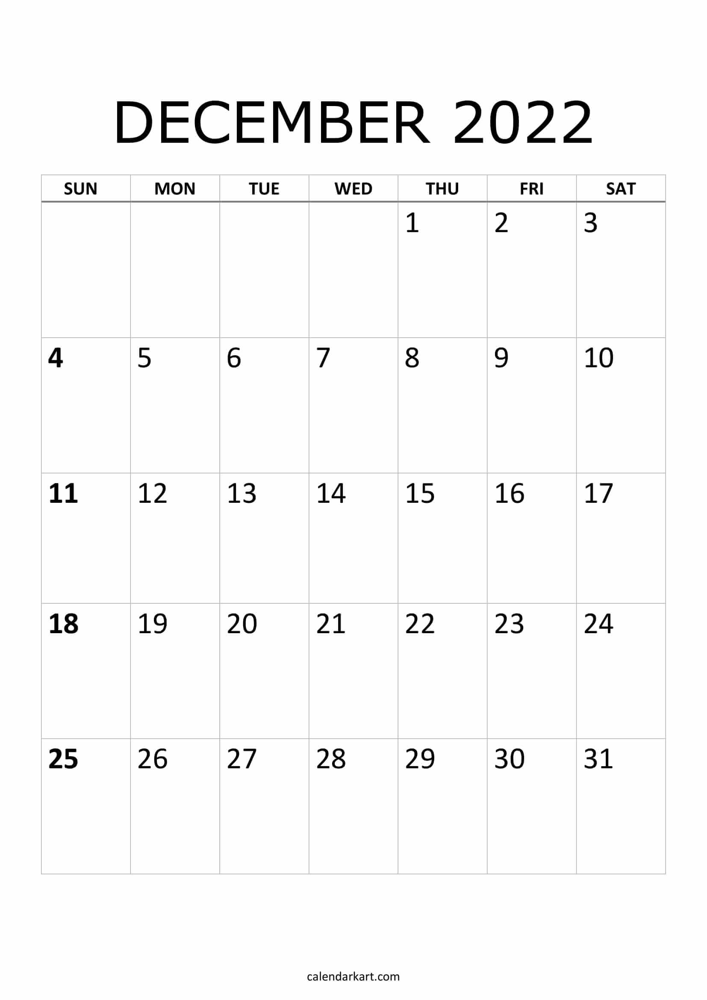 DECEMBER 2022
SUN MON TUE WED THU FRI SAT
1 2 3
4 5 6 7 8 9 10
11 12 13 14 15 16 17
18 19 20 21 22 23 24
25 26 27 28 29 30 31
calendarkart.com